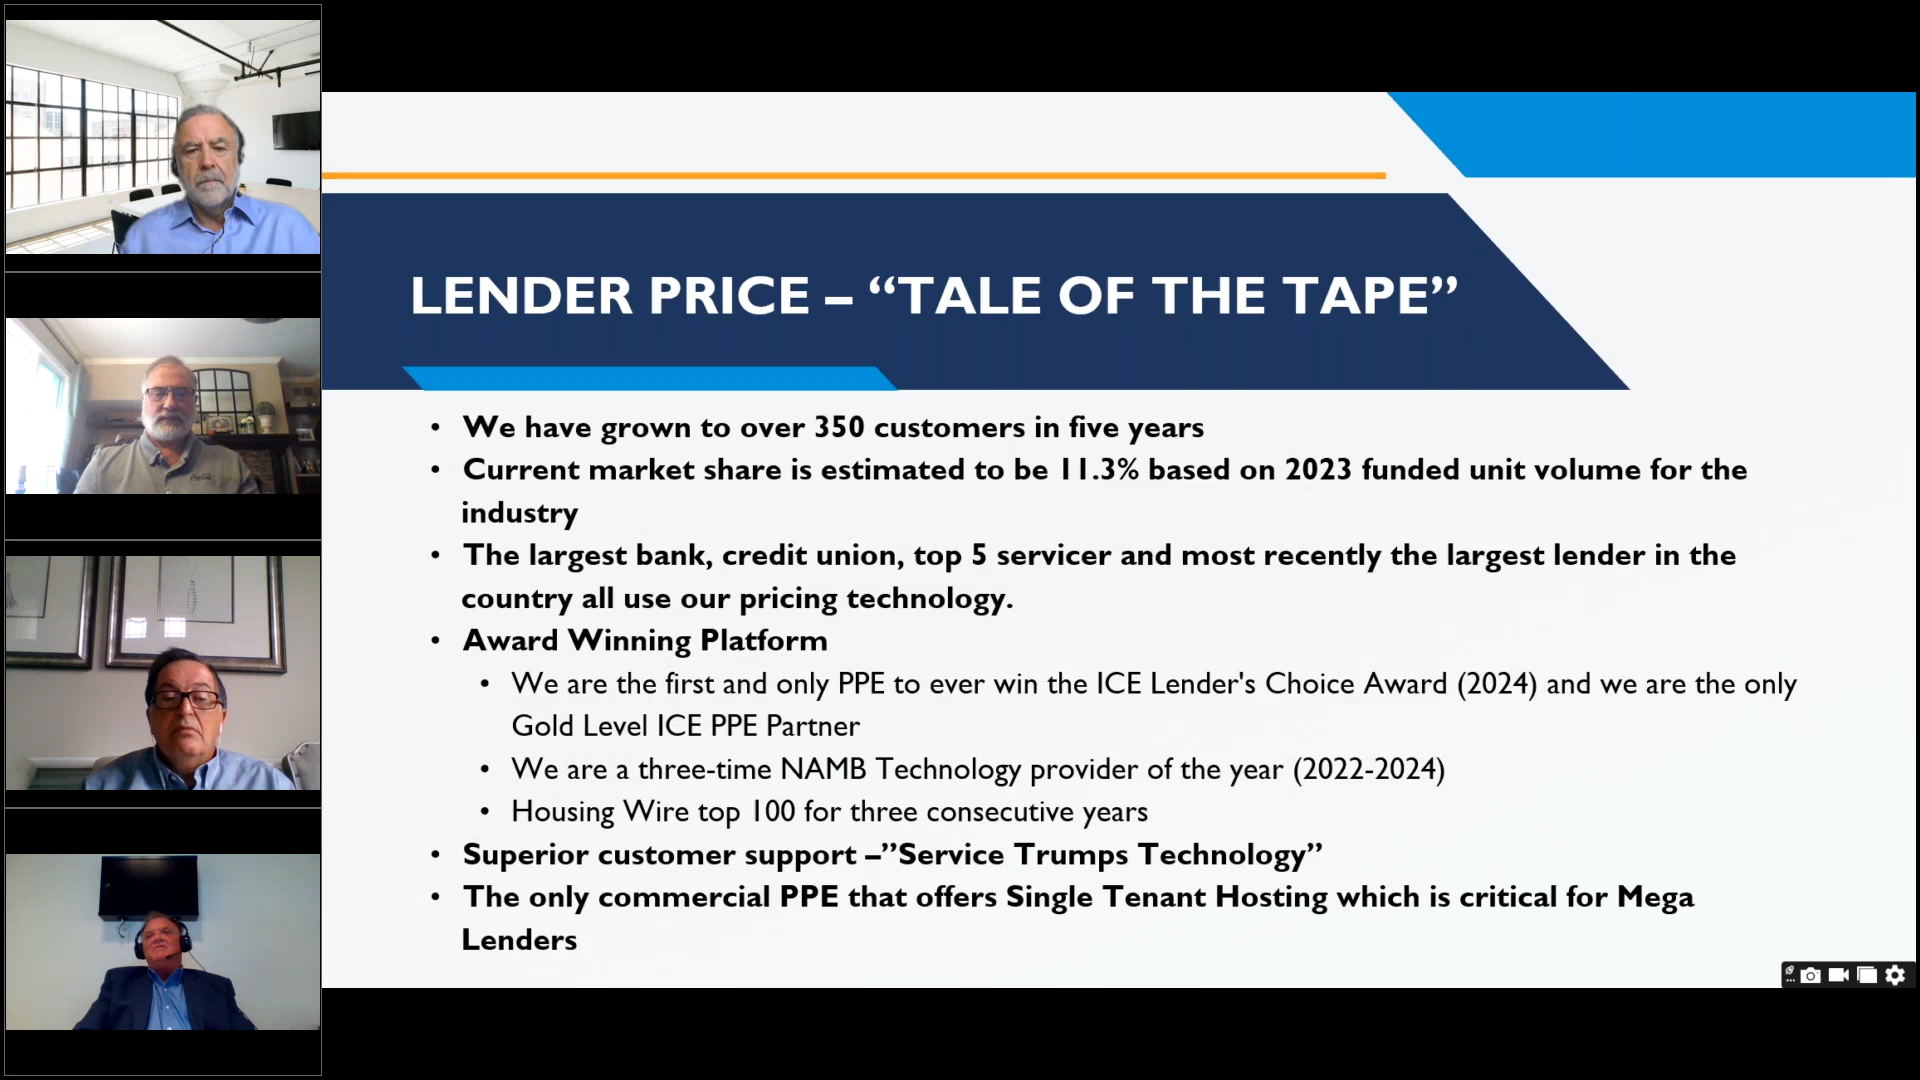 LENDER PRICE – “TALE OF THE TAPE”
• We have grown to over 350 customers in five years
• Current market share is estimated to be 11.3% based on 2023 funded unit volume for the
industry
• The largest bank, credit union, top 5 servicer and most recently the largest lender in the
country all use our pricing technology.
• Award Winning Platform
• We are the first and only PPE to ever win the ICE Lender's Choice Award (2024) and we are the only
Gold Level ICE PPE Partner
• We are a three-time NAMB Technology provider of the year (2022-2024)
• Housing Wire top 100 for three consecutive years
• Superior customer support –”Service Trumps Technology”
• The only commercial PPE that offers Single Tenant Hosting which is critical for Mega
Lenders